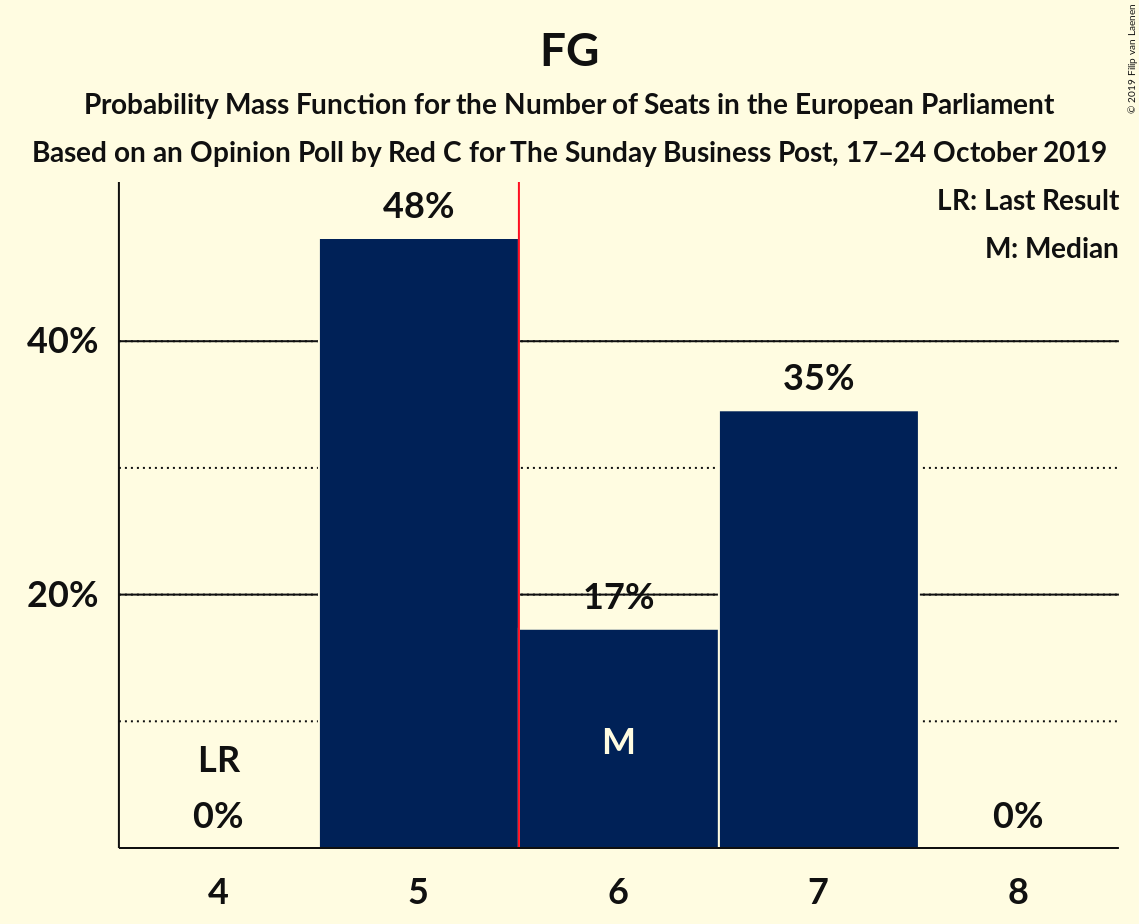 FG
Probability Mass Function for the Number of Seats in the European Parliament
Based on an Opinion Poll by Red C for The Sunday Business Post, 17–24 October 2019
© 2019 Filip van Laenen
LR: Last Result
M: Median
48%
40%
35%
20%
17%
M
LR
0%
0%
4
5
6
7
8